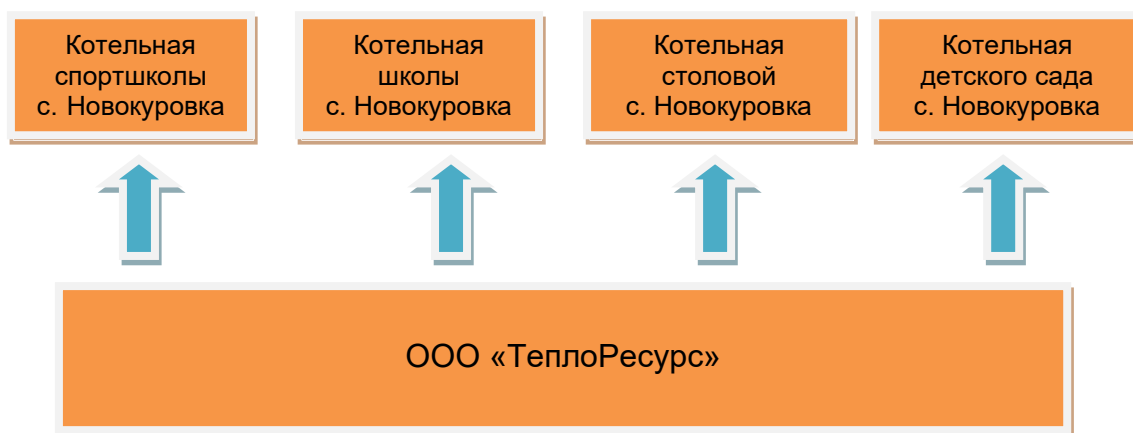 Котельная
спортшколы
с. Новокуровка
Котельная
школы
с. Новокуровка
Котельная
столовой
с. Новокуровка
Котельная
детского сада
с. Новокуровка
ООО «ТеплоРесурс»